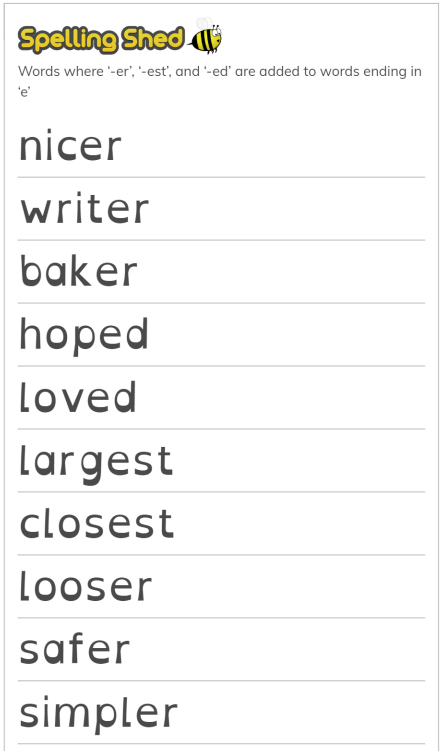 Spelling Shed
Words where ‘-er’, ‘-est’, and ‘-ed’ are added to words ending in
‘e’
nicer
writer
baker
hoped
loved
largest
closest
looser
safer
simpler